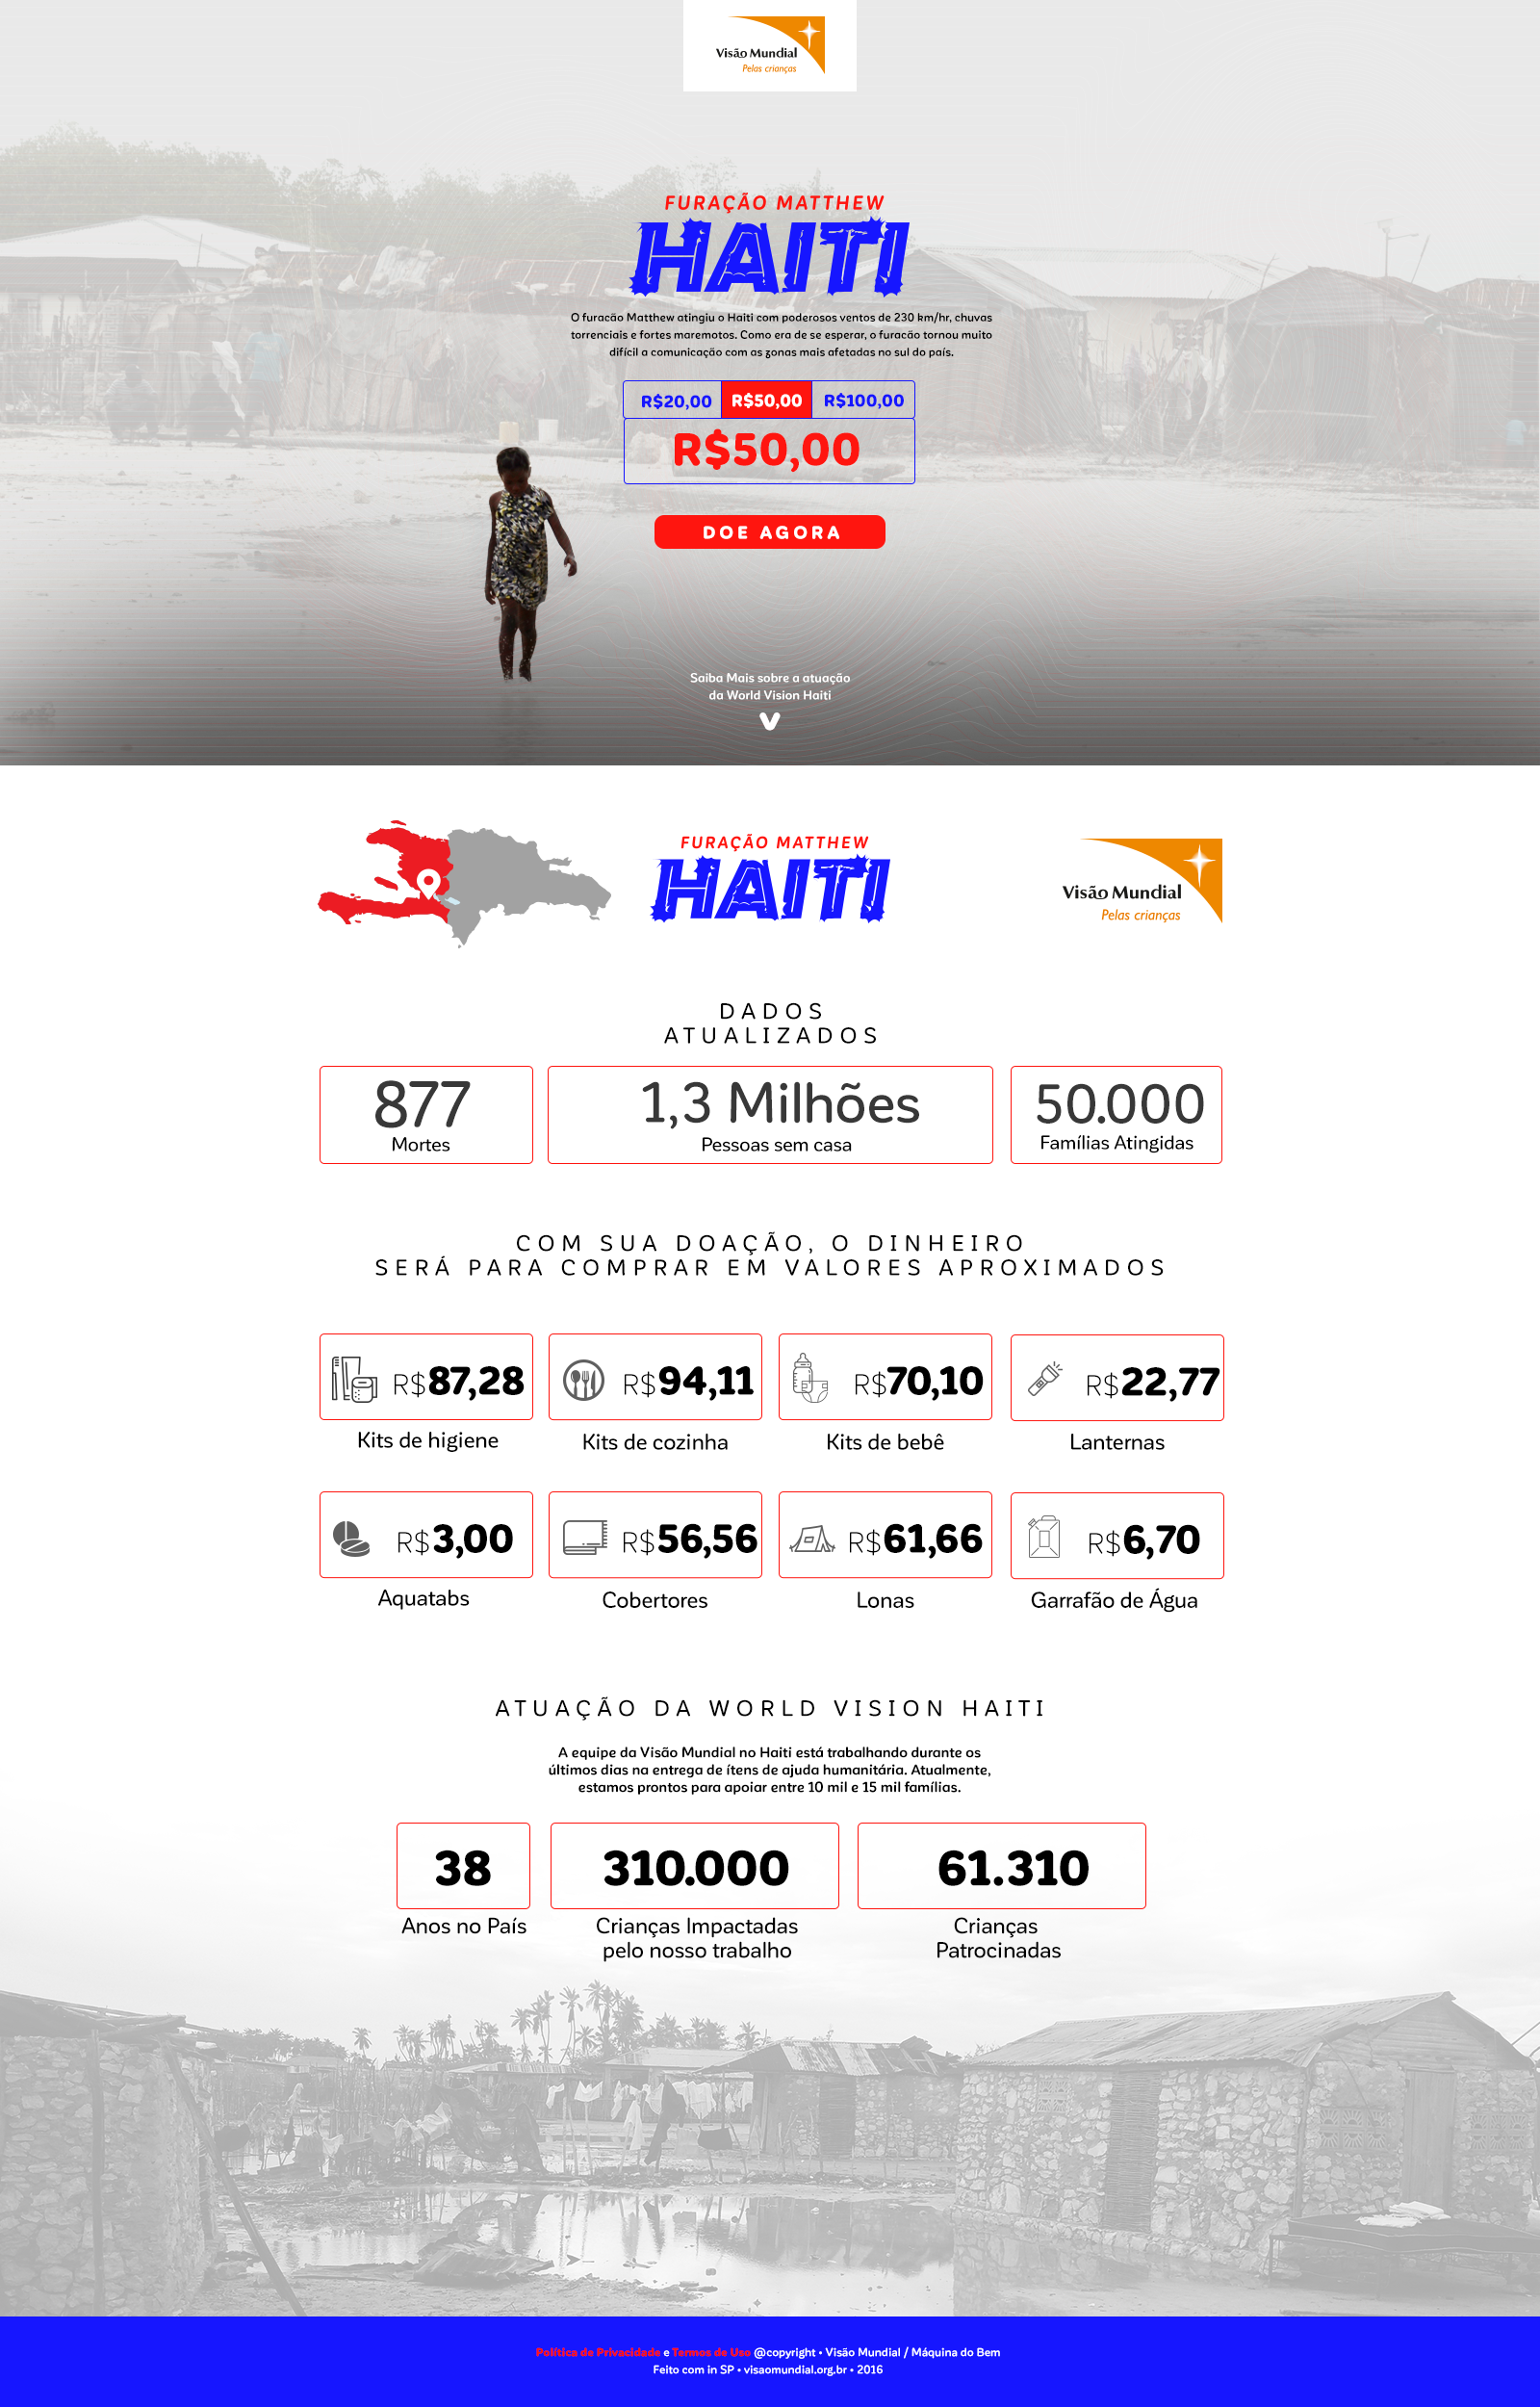 Visão Mundial
Pelas crianças
FURAÇÃO MATTHEW
HAITI
O furacão Matthew atingiu o Haiti com poderosos ventos de 230 km/hr, chuvas
torrenciais e fortes maremotos. Como era de se esperar, o furacão tornou muito
difícil a comunicação com as zonas mais afetadas no sul do país.
R$20,00 R$50,00 R$100,00
R$50,00
DOE AGORA
Saiba Mais sobre a atuação
da World Vision Haiti
FURAÇÃO MATTHEW
HAITI
Visão Mundial
Pelas crianças
DADOS
ATUALIZADOS
877 1,3 Milhões 50.000
Mortes Pessoas sem casa Famílias Atingidas
COM SUA DOAÇÃO, O DINHEIRO
SERÁ PARA COMPRAR EM VALORES APROXIMADOS
R$87,28 R$94,11 R$70,10 R$22,77
Kits de higiene Kits de cozinha Kits de bebê Lanternas
R$3,00 R$56,56 R$61,66 R$6,70
Aquatabs Cobertores Lonas Garrafão de Água
ATUAÇÃO DA WORLD VISION HAITI
A equipe da Visão Mundial no Haiti está trabalhando durante os
últimos dias na entrega de ítens de ajuda humanitária. Atualmente,
estamos prontos para apoiar entre 10 mil e 15 mil famílias.
38 310.000 61.310
Anos no País Crianças Impactadas Crianças
pelo nosso trabalho Patrocinadas
Política de Privacidade e Termos de Uso @copyright • Visão Mundial / Máquina do Bem
Feito com in SP • visaomundial.org.br • 2016